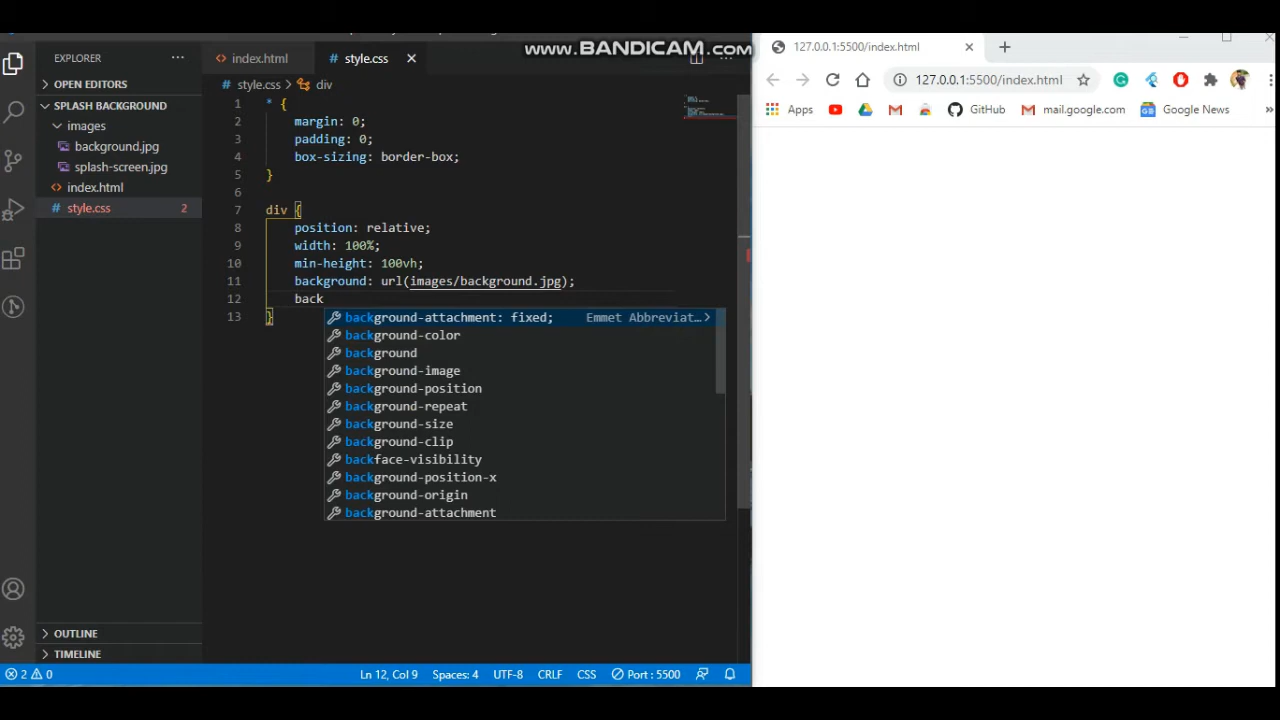 www.BANDICAM.com
EXPLORER
OPEN EDITORS
SPLASH BACKGROUND
images
background.jpg
splash-screen.jpg
index.html
style.css 2
OUTLINE
TIMELINE
index.html
style.css
style.css div
1 * {
2 margin: 0;
3 padding: 0;
4 box-sizing: border-box;
5 }
6
7 div {
8 position: relative;
9 width: 100%;
10 min-height: 100vh;
11 background: url(images/background.jpg);
12 back
13 }
background-attachment: fixed; Emmet Abbreviat...
background-color
background
background-image
background-position
background-repeat
background-size
background-clip
backface-visibility
background-position-x
background-origin
background-attachment
2 0 Ln 12, Col 9 Spaces: 4 UTF-8 CRLF CSS Port : 5500
127.0.0.1:5500/index.html
127.0.0.1:5500/index.html
Apps GitHub mail.google.com Google News